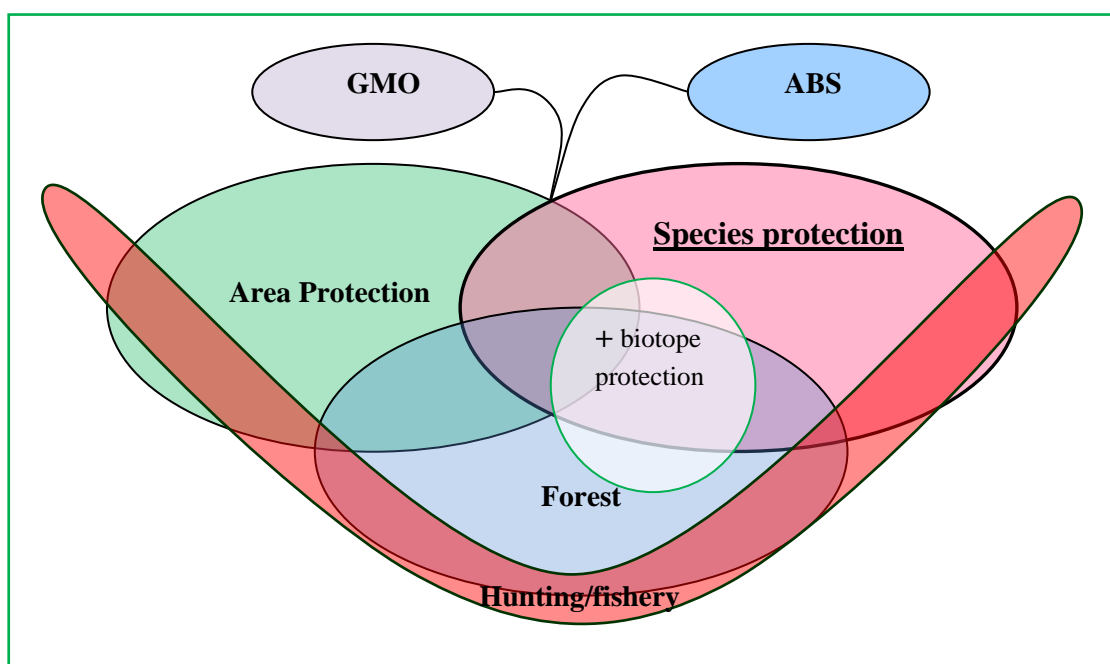 GMO
ABS
Species protection
Area Protection
+ biotope
protection
Forest
Hunting/fishery